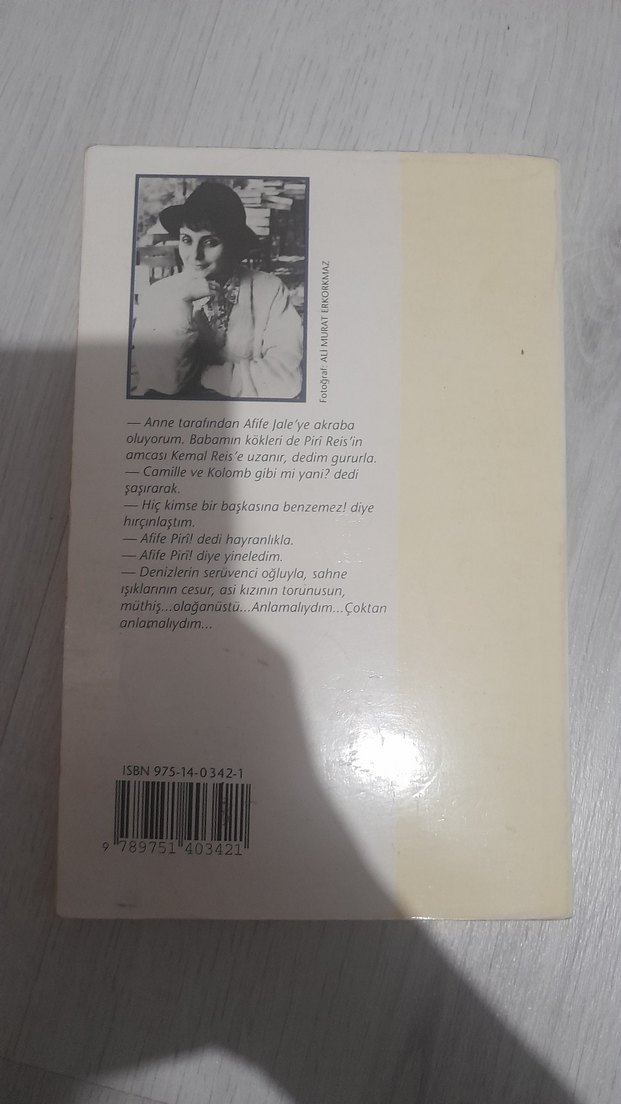 Fotoğraf: ALİ MURAT ERKORKMAZ
— Anne tarafından Afife Jale'ye akraba
oluyorum. Babamın kökleri de Pirî Reis'in
amcası Kemal Reis'e uzanır, dedim gururla.
— Camille ve Kolomb gibi mi yani? dedi
şaşırarak.
— Hiç kimse bir başkasına benzemez! diye
hırçınlaştım.
— Afife Pirî! dedi hayranlıkla.
— Afife Pirî! diye yineledim.
— Denizlerin serüvenci oğluyla, sahne
ışıklarının cesur, asi kızının torunusun,
müthiş...olağanüstü...Anlamalıydım...Çoktan
anlamalıydım...
ISBN 975-14-0342-1
9 789751 403421